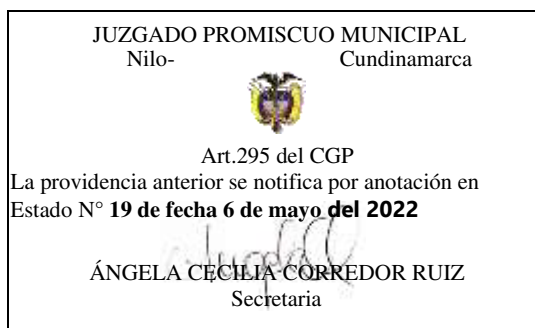 JUZGADO PROMISCUO MUNICIPAL
Nilo- Cundinamarca
Art.295 del CGP
La providencia anterior se notifica por anotación en
Estado N° 19 de fecha 6 de mayo del 2022
ÁNGELA CECILIA CORREDOR RUIZ
Secretaria